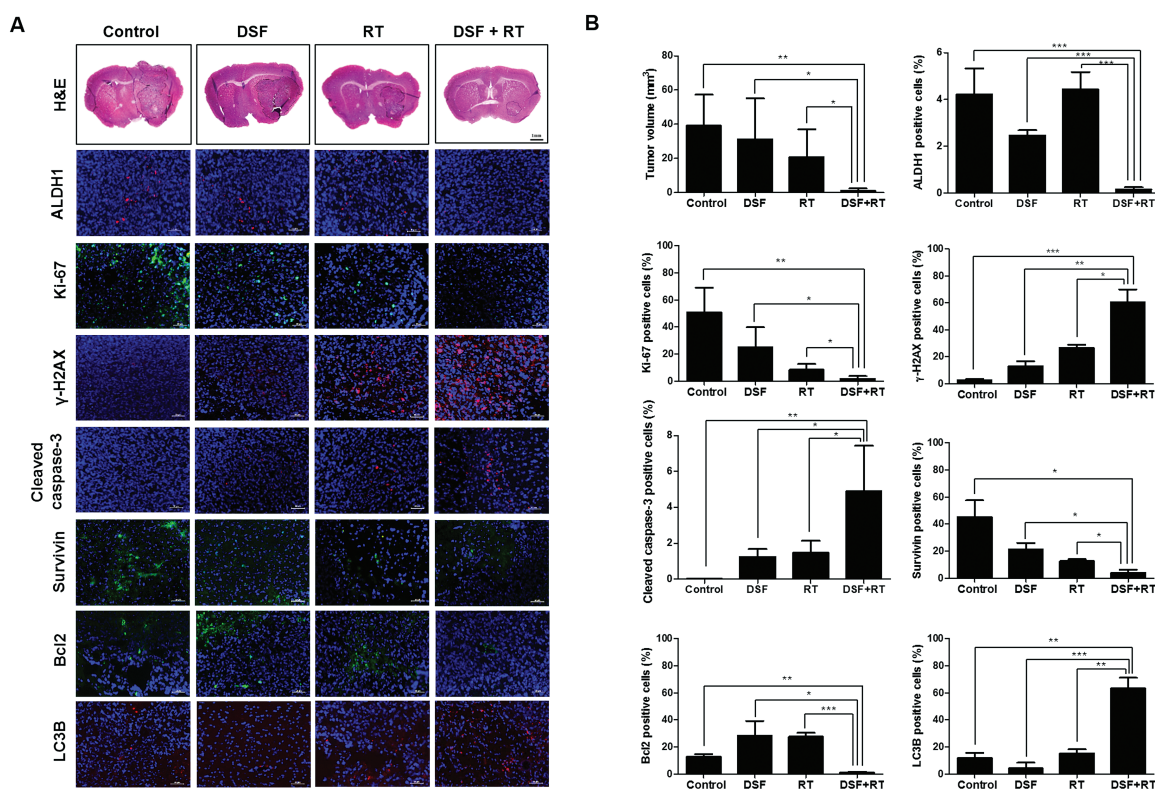 A
Control DSF RT DSF + RT
H&E
1mm
ALDH1
Ki-67
γ-H2AX
Cleaved
caspase-3
Survivin
Bcl2
LC3B
B
Tumor volume (mm³)
80
60
40
20
0
** * *
Control DSF RT DSF+RT
ALDH1 positive cells (%)
6
4
2
0
*** *** ***
Control DSF RT DSF+RT
Ki-67 positive cells (%)
100
80
60
40
20
0
** * *
Control DSF RT DSF+RT
γ-H2AX positive cells (%)
100
80
60
40
20
0
*** ** *
Control DSF RT DSF+RT
Cleaved caspase-3 positive cells (%)
8
6
4
2
0
** * *
Control DSF RT DSF+RT
Survivin positive cells (%)
100
80
60
40
20
0
* * *
Control DSF RT DSF+RT
Bcl2 positive cells (%)
100
80
60
40
20
0
** * ***
Control DSF RT DSF+RT
LC3B positive cells (%)
100
80
60
40
20
0
** *** **
Control DSF RT DSF+RT